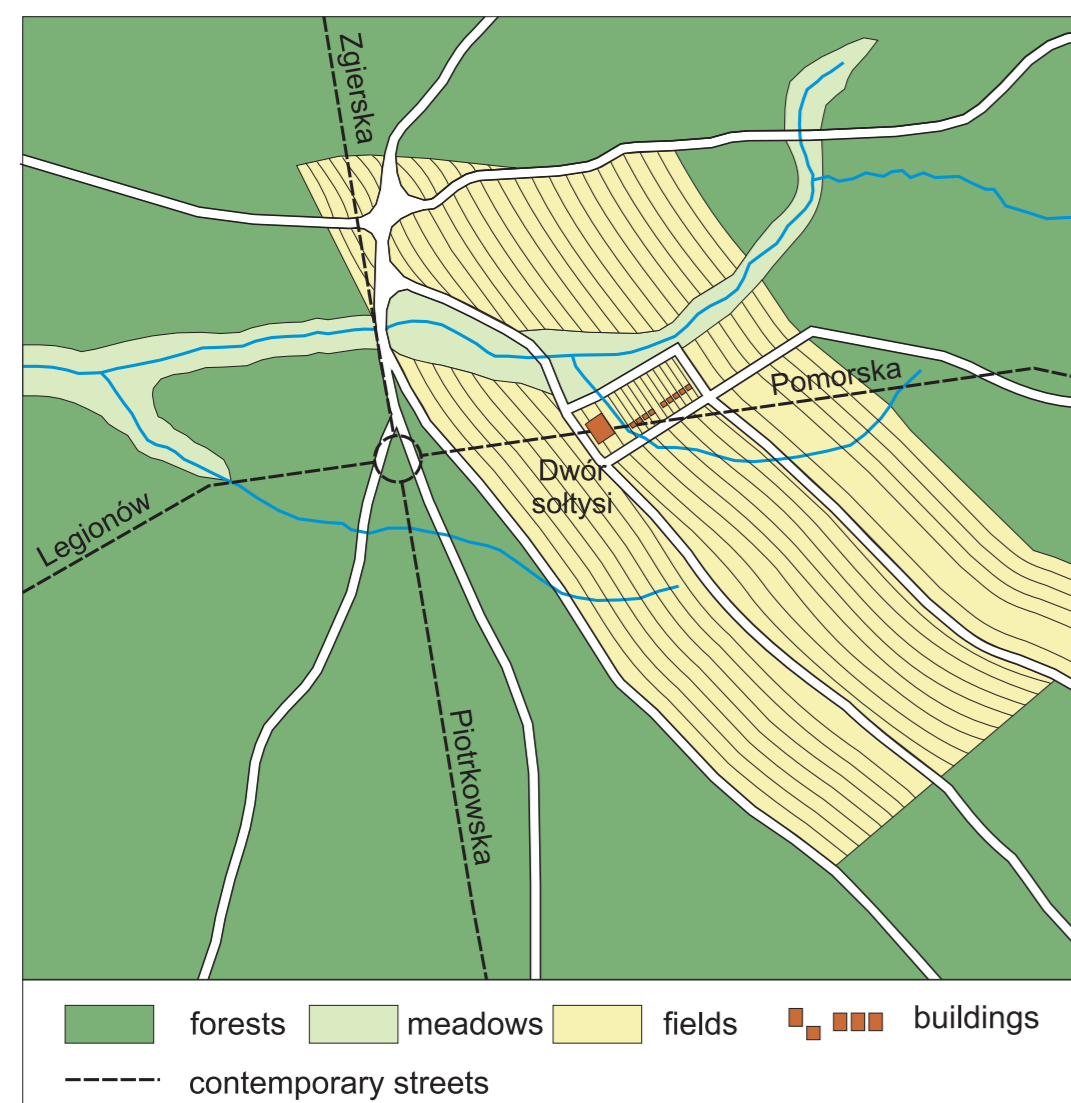 Zgierska
Pomorska
Dwór
sołtysi
Legionów
Piotrkowska
forests
meadows
fields
buildings
contemporary streets